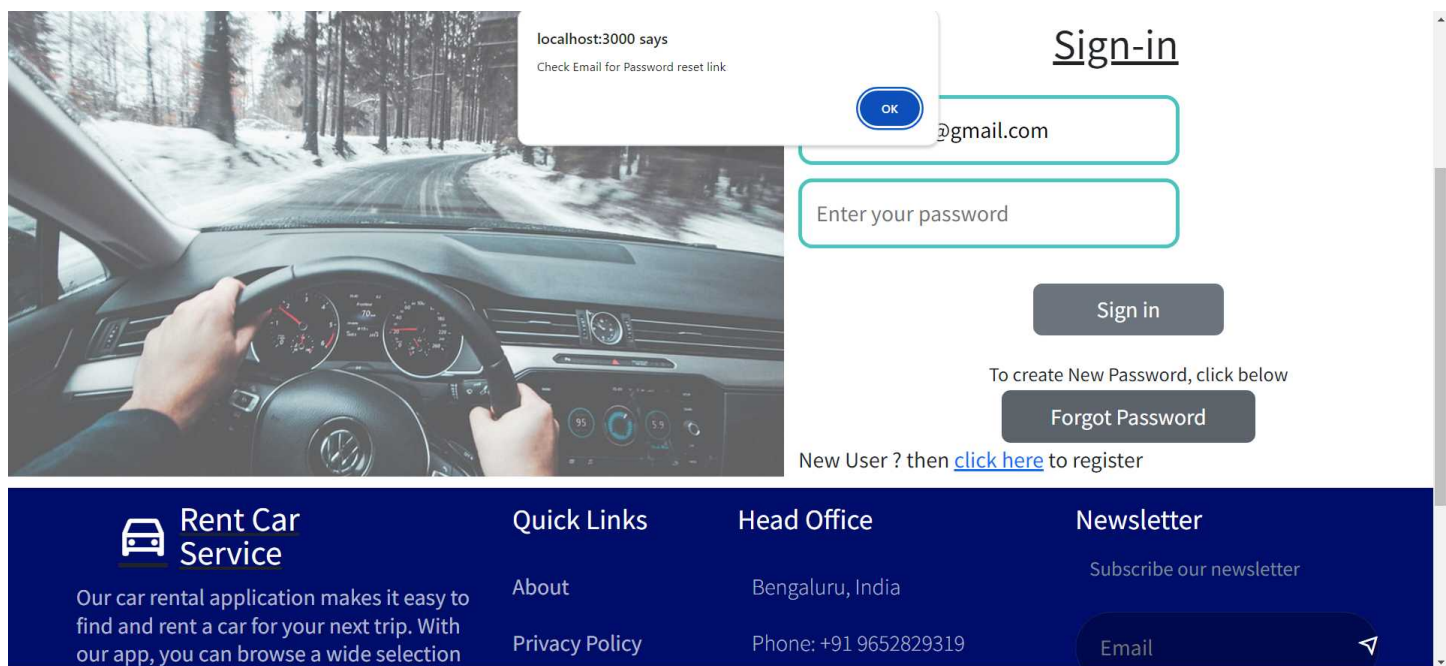 localhost:3000 says
Check Email for Password reset link
OK
Sign-in
@gmail.com
Enter your password
Sign in
To create New Password, click below
Forgot Password
New User ? then click here to register
Rent Car
Service
Our car rental application makes it easy to
find and rent a car for your next trip. With
our app, you can browse a wide selection
Quick Links
About
Privacy Policy
Head Office
Bengaluru, India
Phone: +91 9652829319
Newsletter
Subscribe our newsletter
Email